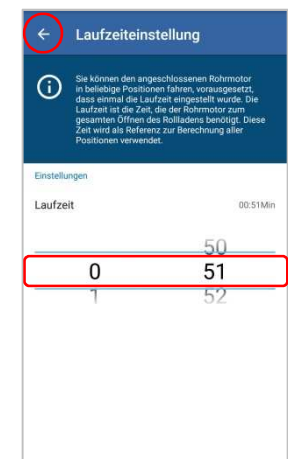 Laufzeiteinstellung
Sie können den angeschlossenen Rohrmotor
in beliebige Positionen fahren, vorausgesetzt,
dass einmal die Laufzeit eingestellt wurde. Die
Laufzeit ist die Zeit, die der Rohrmotor zum
gesamten Öffnen des Rollladens benötigt. Diese
Zeit wird als Referenz zur Berechnung aller
Positionen verwendet.
Einstellungen
Laufzeit 00:51Min
50
0 51
1 52